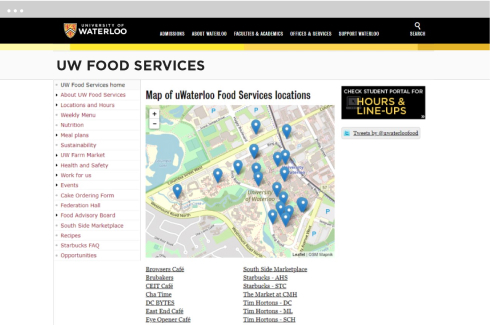 UNIVERSITY OF
WATERLOO
ADMISSIONS ABOUT WATERLOO FACULTIES & ACADEMICS OFFICES & SERVICES SUPPORT WATERLOO
SEARCH
UW FOOD SERVICES
UW Food Services home
About UW Food Services
Locations and Hours
Weekly Menu
Nutrition
Meal plans
Sustainability
UW Farm Market
Health and Safety
Work for us
Events
Cake Ordering Form
Federation Hall
Food Advisory Board
South Side Marketplace
Recipes
Starbucks FAQ
Opportunities
Map of uWaterloo Food Services locations
+
−
University
of Waterloo
Leaflet
Browsers Café
Brubakers
CEIT Café
Cha Time
DC BYTES
East End Café
Eye Opener Café
South Side Marketplace
Starbucks - AHS
Starbucks - STC
The Market at CMH
Tim Hortons - DC
Tim Hortons - ML
Tim Hortons - SCH
CHECK STUDENT PORTAL FOR
HOURS &
LINE-UPS
Tweets by @uwaterloofood